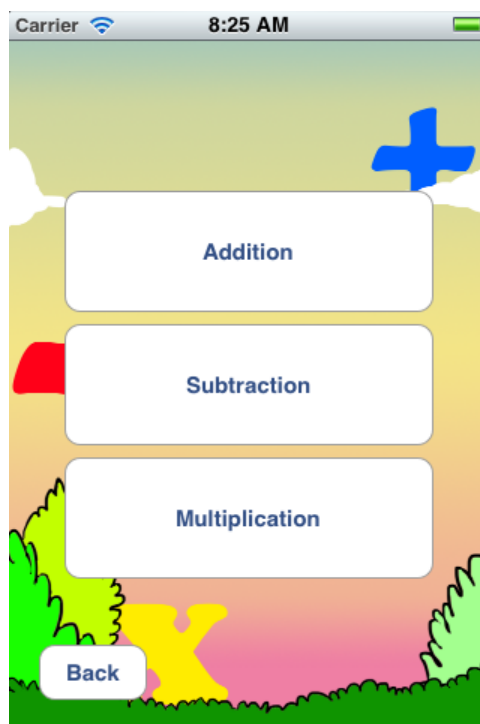 Carrier 8:25 AM
Addition
Subtraction
Multiplication
X
Back